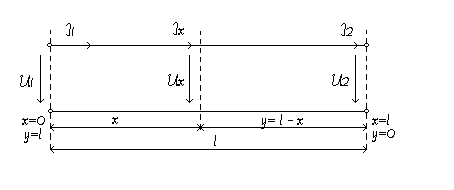 I1 Ix I2
U1 Ux U2
x=0 x y=l-x x=l
y=l y=0
l